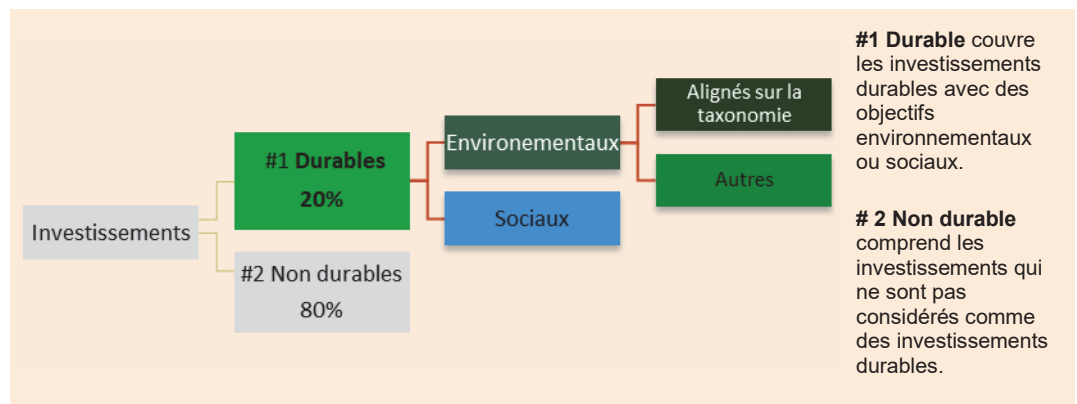 Investissements
#1 Durables
20%
#2 Non durables
80%
Environementaux
Sociaux
Alignés sur la
taxonomie
Autres
#1 Durable couvre
les investissements
durables avec des
objectifs
environnementaux
ou sociaux.
# 2 Non durable
comprend les
investissements qui
ne sont pas
considérés comme
des investissements
durables.